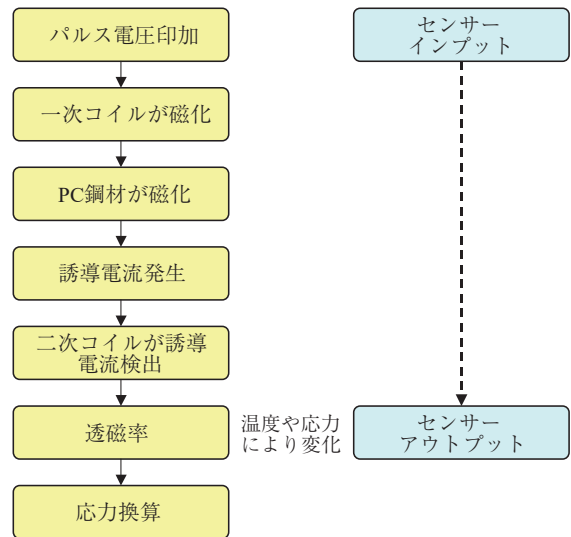 パルス電圧印加
センサー
インプット
一次コイルが磁化
PC鋼材が磁化
誘導電流発生
二次コイルが誘導
電流検出
透磁率
温度や応力
により変化
センサー
アウトプット
応力換算